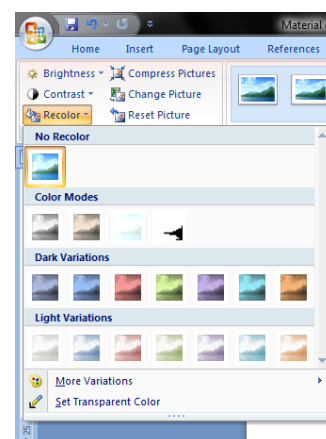 Material
Home Insert Page Layout References
Brightness Compress Pictures
Contrast Change Picture
Recolor Reset Picture
No Recolor
Color Modes
Dark Variations
Light Variations
More Variations
Set Transparent Color
25